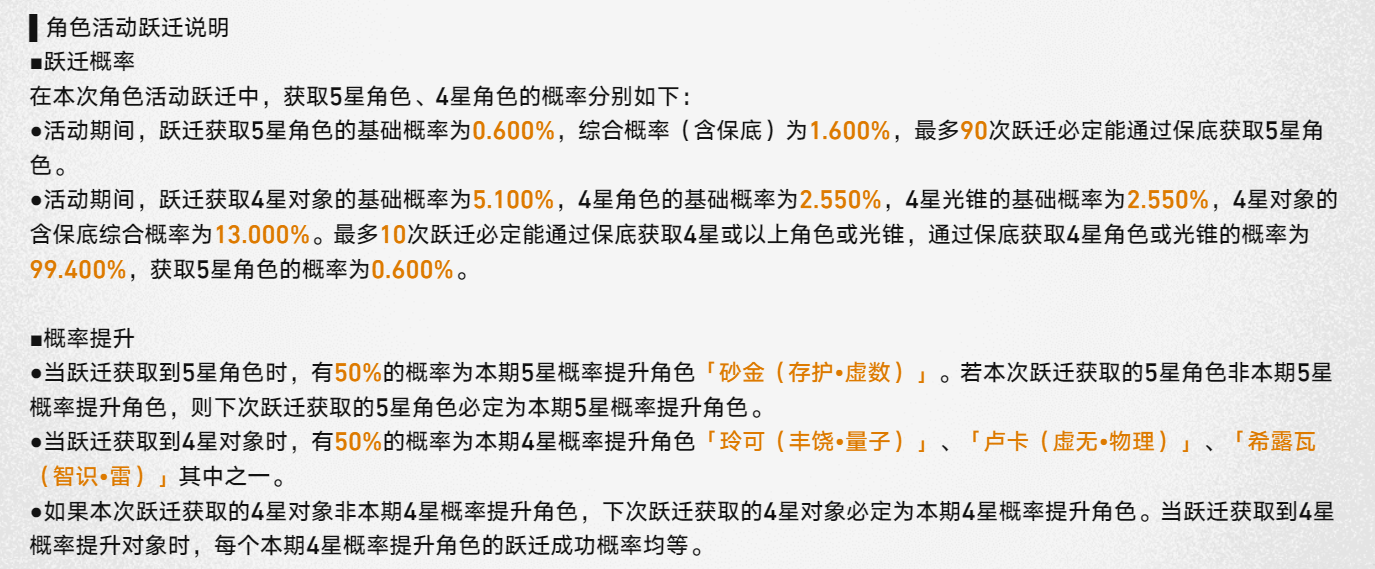 ▌角色活动跃迁说明
■跃迁概率
在本次角色活动跃迁中，获取5星角色、4星角色的概率分别如下：
●活动期间，跃迁获取5星角色的基础概率为0.600%，综合概率（含保底）为1.600%，最多90次跃迁必定能通过保底获取5星角
色。
●活动期间，跃迁获取4星对象的基础概率为5.100%，4星角色的基础概率为2.550%，4星光锥的基础概率为2.550%，4星对象的
含保底综合概率为13.000%。最多10次跃迁必定能通过保底获取4星或以上角色或光锥，通过保底获取4星角色或光锥的概率为
99.400%，获取5星角色的概率为0.600%。
■概率提升
●当跃迁获取到5星角色时，有50%的概率为本期5星概率提升角色「砂金（存护•虚数）」。若本次跃迁获取的5星角色非本期5星
概率提升角色，则下次跃迁获取的5星角色必定为本期5星概率提升角色。
●当跃迁获取到4星对象时，有50%的概率为本期4星概率提升角色「玲可（丰饶•量子）」、「卢卡（虚无•物理）」、「希露瓦
（智识•雷）」其中之一。
●如果本次跃迁获取的4星对象非本期4星概率提升角色，下次跃迁获取的4星对象必定为本期4星概率提升角色。当跃迁获取到4星
概率提升对象时，每个本期4星概率提升角色的跃迁成功概率均等。